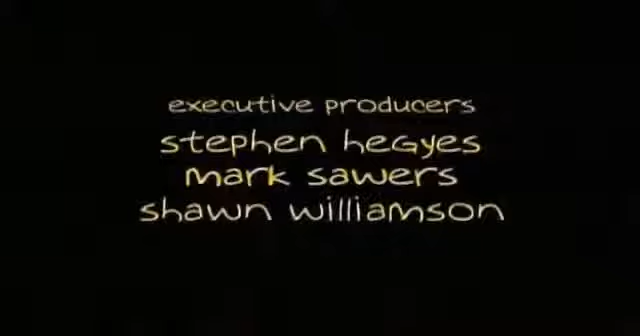 executive producers
stephen hegyes
mark sawers
shawn williamson